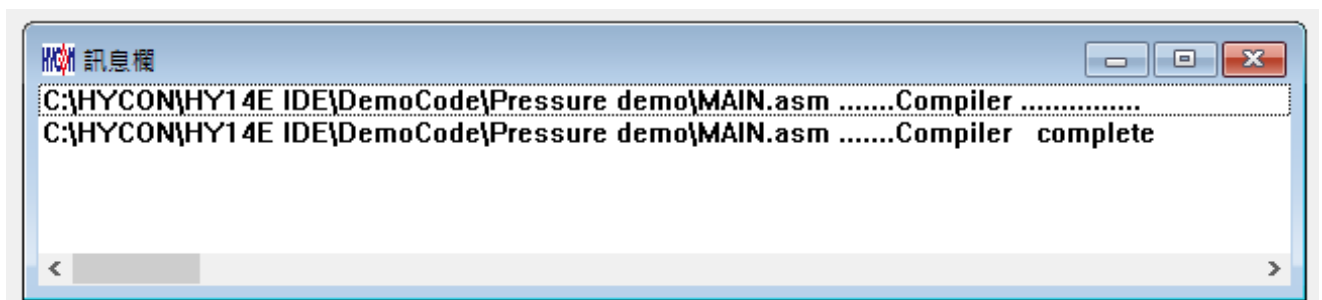 HYCON 訊息欄
C:\HYCON\HY14E IDE\DemoCode\Pressure demo\MAIN.asm .......Compiler ...............
C:\HYCON\HY14E IDE\DemoCode\Pressure demo\MAIN.asm .......Compiler complete